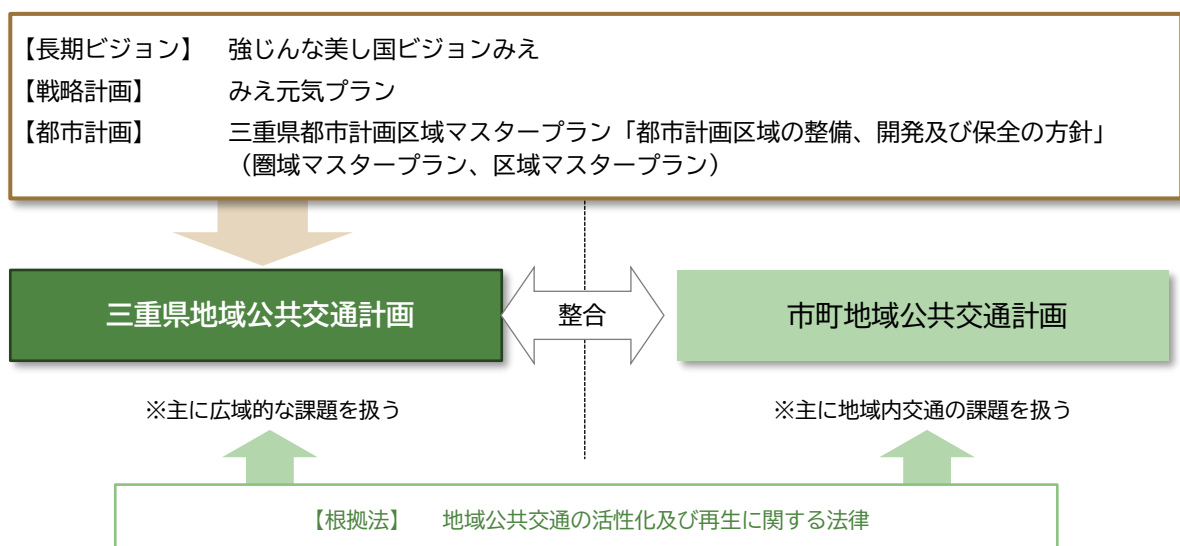 【長期ビジョン】 強じんな美し国ビジョンみえ
【戦略計画】 みえ元気プラン
【都市計画】 三重県都市計画区域マスタープラン「都市計画区域の整備、開発及び保全の方針」
（圏域マスタープラン、区域マスタープラン）
三重県地域公共交通計画
整合
市町地域公共交通計画
※主に広域的な課題を扱う
※主に地域内交通の課題を扱う
【根拠法】 地域公共交通の活性化及び再生に関する法律